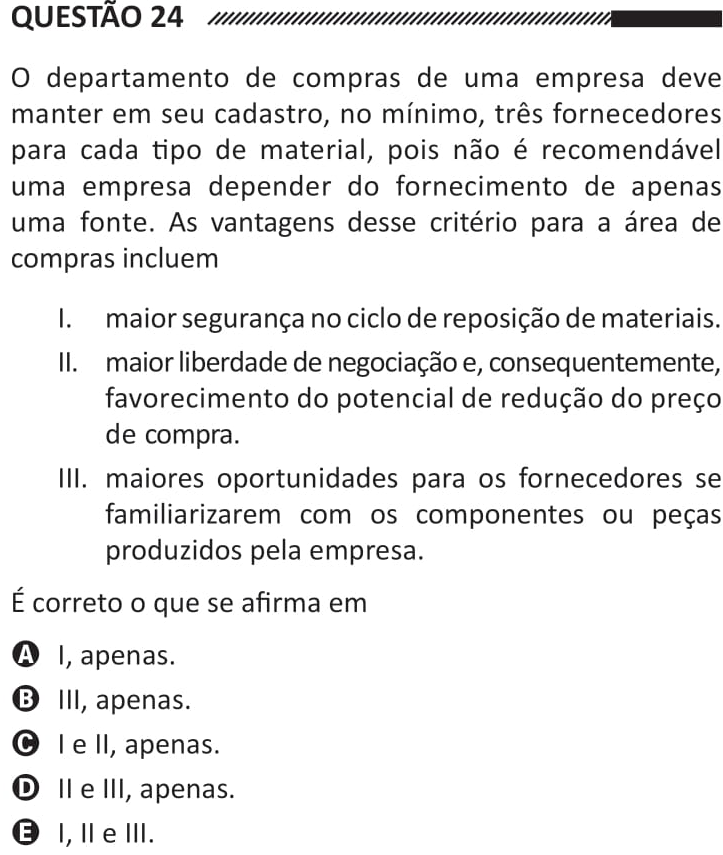 QUESTÃO 24
O departamento de compras de uma empresa deve
manter em seu cadastro, no mínimo, três fornecedores
para cada tipo de material, pois não é recomendável
uma empresa depender do fornecimento de apenas
uma fonte. As vantagens desse critério para a área de
compras incluem
I. maior segurança no ciclo de reposição de materiais.
II. maior liberdade de negociação e, consequentemente,
favorecimento do potencial de redução do preço
de compra.
III. maiores oportunidades para os fornecedores se
familiarizarem com os componentes ou peças
produzidos pela empresa.
É correto o que se afirma em
A I, apenas.
B III, apenas.
C I e II, apenas.
D II e III, apenas.
E I, II e III.